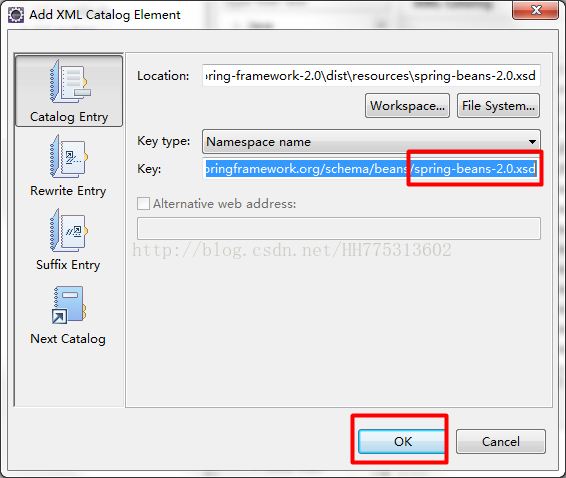 Add XML Catalog Element
Catalog Entry
Rewrite Entry
Suffix Entry
Next Catalog
Location: pring-framework-2.0\dist\resources\spring-beans-2.0.xsd
Workspace... File System...
Key type: Namespace name
Key: pringframework.org/schema/beans/spring-beans-2.0.xsd
Alternative web address:
http://blog.csdn.net/HH775313602
OK Cancel